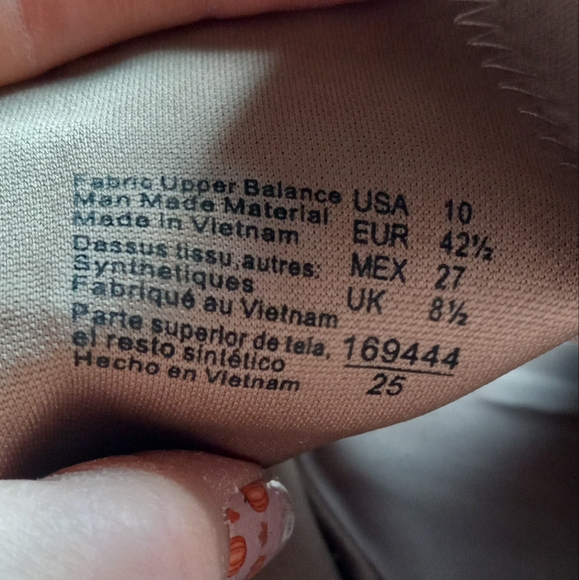 Fabric Upper Balance
Man Made Material
Made in Vietnam
Dassus tissu,autres:
Synthetiques
Fabriqué au Vietnam
Parte superior de tela,
el resto sintético
Hecho en Vietnam
USA 10
EUR 42½
MEX 27
UK 8½
169444
25